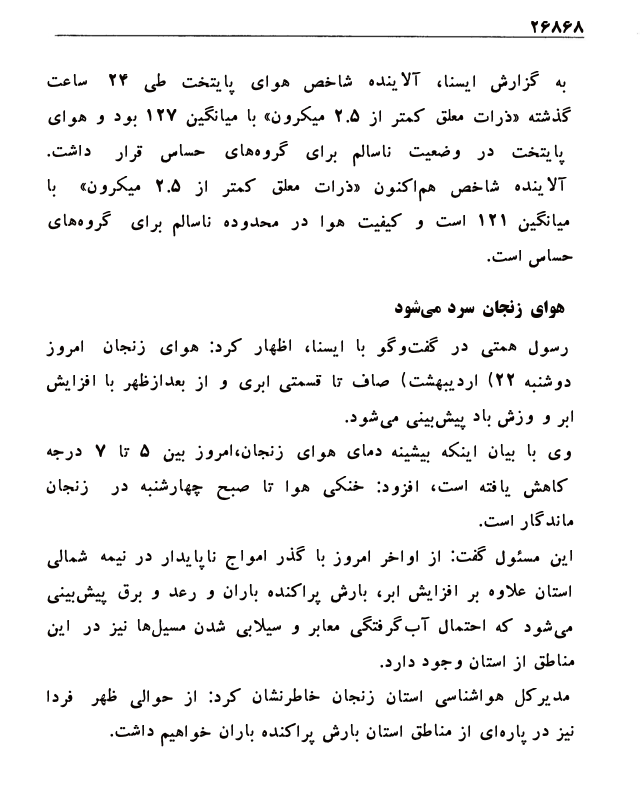 ۲۶۸۶۸
به گزارش ایسنا، آلاینده شاخص هوای پایتخت طی ۲۴ ساعت
گذشته «ذرات معلق کمتر از ۲.۵ میکرون» با میانگین ۱۲۷ بود و هوای
پایتخت در وضعیت ناسالم برای گروه‌های حساس قرار داشت.
آلاینده شاخص هم‌اکنون «ذرات معلق کمتر از ۲.۵ میکرون» با
میانگین ۱۲۱ است و کیفیت هوا در محدوده ناسالم برای گروه‌های
حساس است.
هوای زنجان سرد می‌شود
رسول همتی در گفت‌وگو با ایسنا، اظهار کرد: هوای زنجان امروز
دوشنبه ۲۲) اردیبهشت) صاف تا قسمتی ابری و از بعدازظهر با افزایش
ابر و وزش باد پیش‌بینی می‌شود.
وی با بیان اینکه بیشینه دمای هوای زنجان،امروز بین ۵ تا ۷ درجه
کاهش یافته است، افزود: خنکی هوا تا صبح چهارشنبه در زنجان
ماندگار است.
این مسئول گفت: از اواخر امروز با گذر امواج ناپایدار در نیمه شمالی
استان علاوه بر افزایش ابر، بارش پراکنده باران و رعد و برق پیش‌بینی
می‌شود که احتمال آب‌گرفتگی معابر و سیلابی شدن مسیل‌ها نیز در این
مناطق از استان وجود دارد.
مدیرکل هواشناسی استان زنجان خاطرنشان کرد: از حوالی ظهر فردا
نیز در پاره‌ای از مناطق استان بارش پراکنده باران خواهیم داشت.